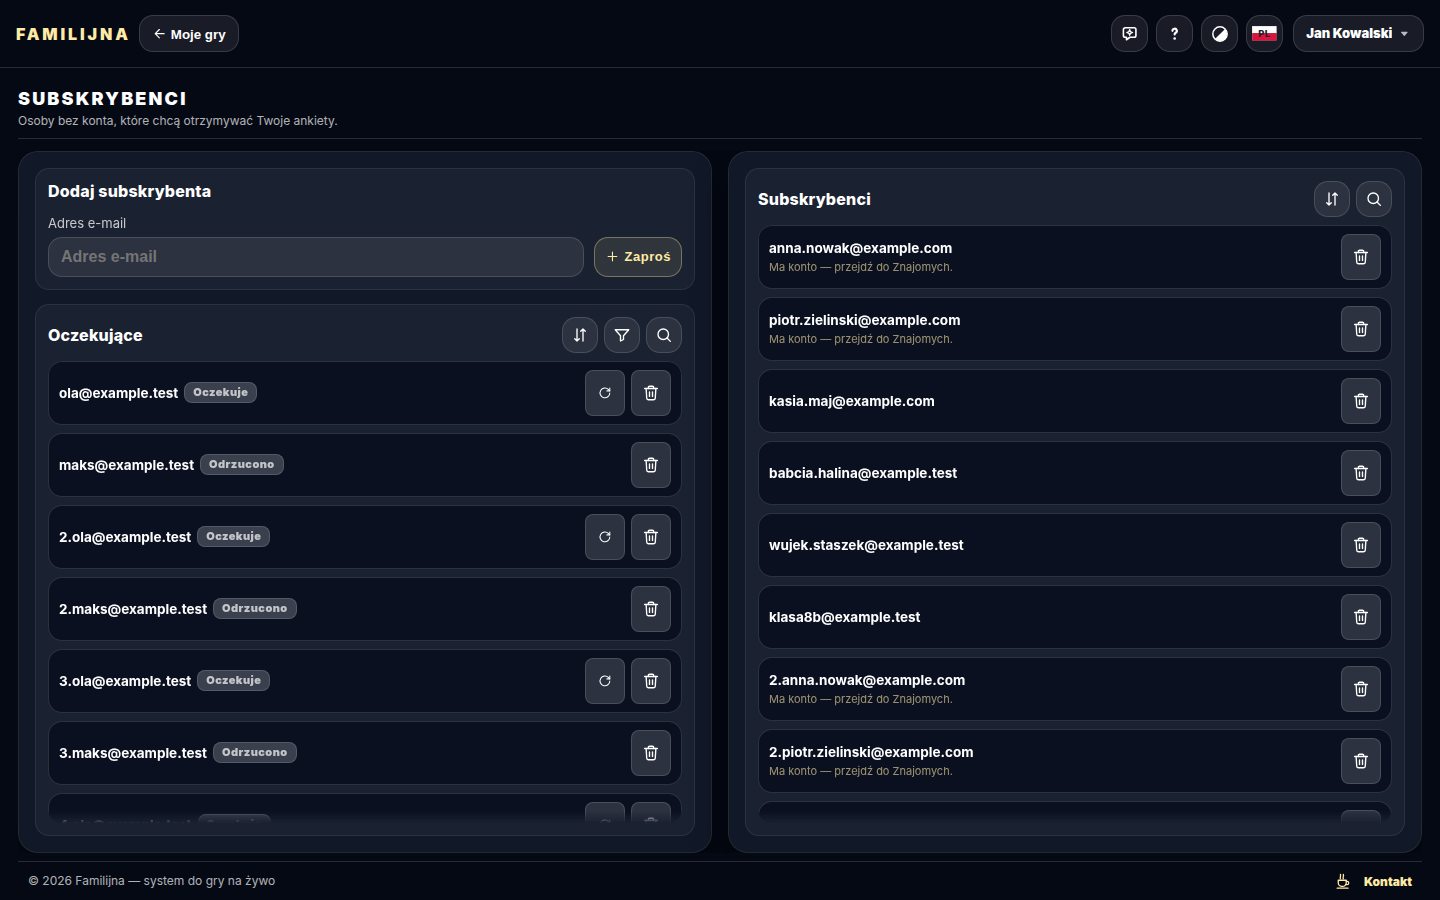 FAMILIJNA
Moje gry
?
PL
Jan Kowalski
SUBSKRYBENCI
Osoby bez konta, które chcą otrzymywać Twoje ankiety.
Dodaj subskrybenta
Adres e-mail
Adres e-mail
+ Zaproś
Oczekujące
ola@example.test Oczekuje
maks@example.test Odrzucono
2.ola@example.test Oczekuje
2.maks@example.test Odrzucono
3.ola@example.test Oczekuje
3.maks@example.test Odrzucono
Subskrybenci
anna.nowak@example.com
Ma konto — przejdź do Znajomych.
piotr.zielinski@example.com
Ma konto — przejdź do Znajomych.
kasia.maj@example.com
babcia.halina@example.test
wujek.staszek@example.test
klasa8b@example.test
2.anna.nowak@example.com
Ma konto — przejdź do Znajomych.
2.piotr.zielinski@example.com
Ma konto — przejdź do Znajomych.
© 2026 Familijna — system do gry na żywo
Kontakt